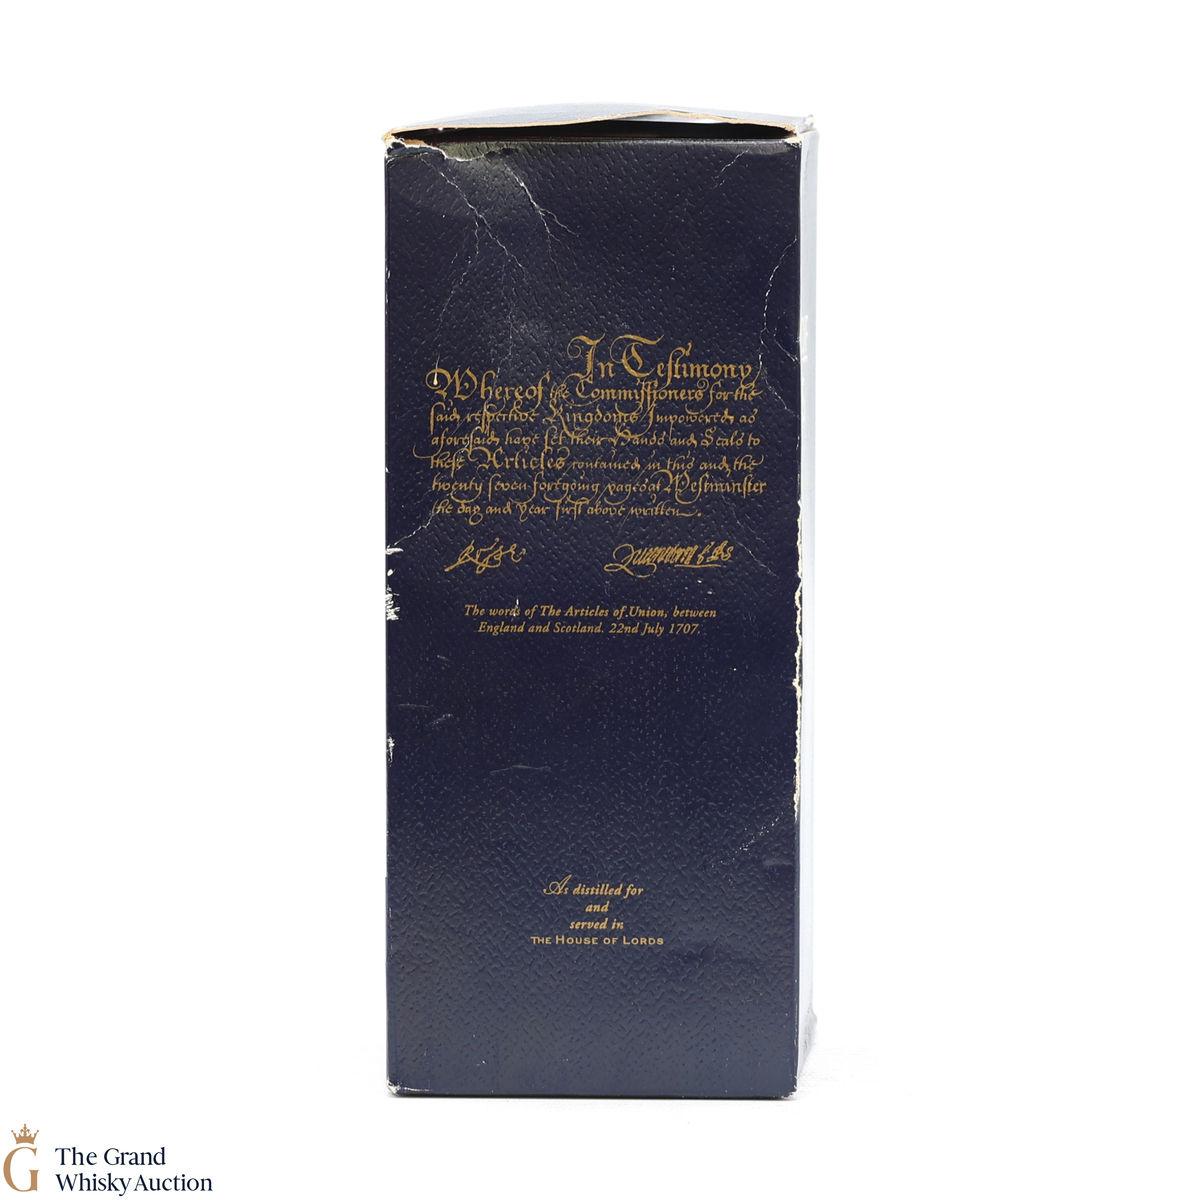 In Testimony
Whereof the Commissioners for the
said respective Kingdoms Impowered as
aforesaid have set their Hands and Seals to
these Articles contained in this and the
twenty seven foregoing pages at Westminster
the day and year first above written.
The words of The Articles of Union, between
England and Scotland. 22nd July 1707.
As distilled for
and
served in
THE HOUSE OF LORDS
G
The Grand
Whisky Auction